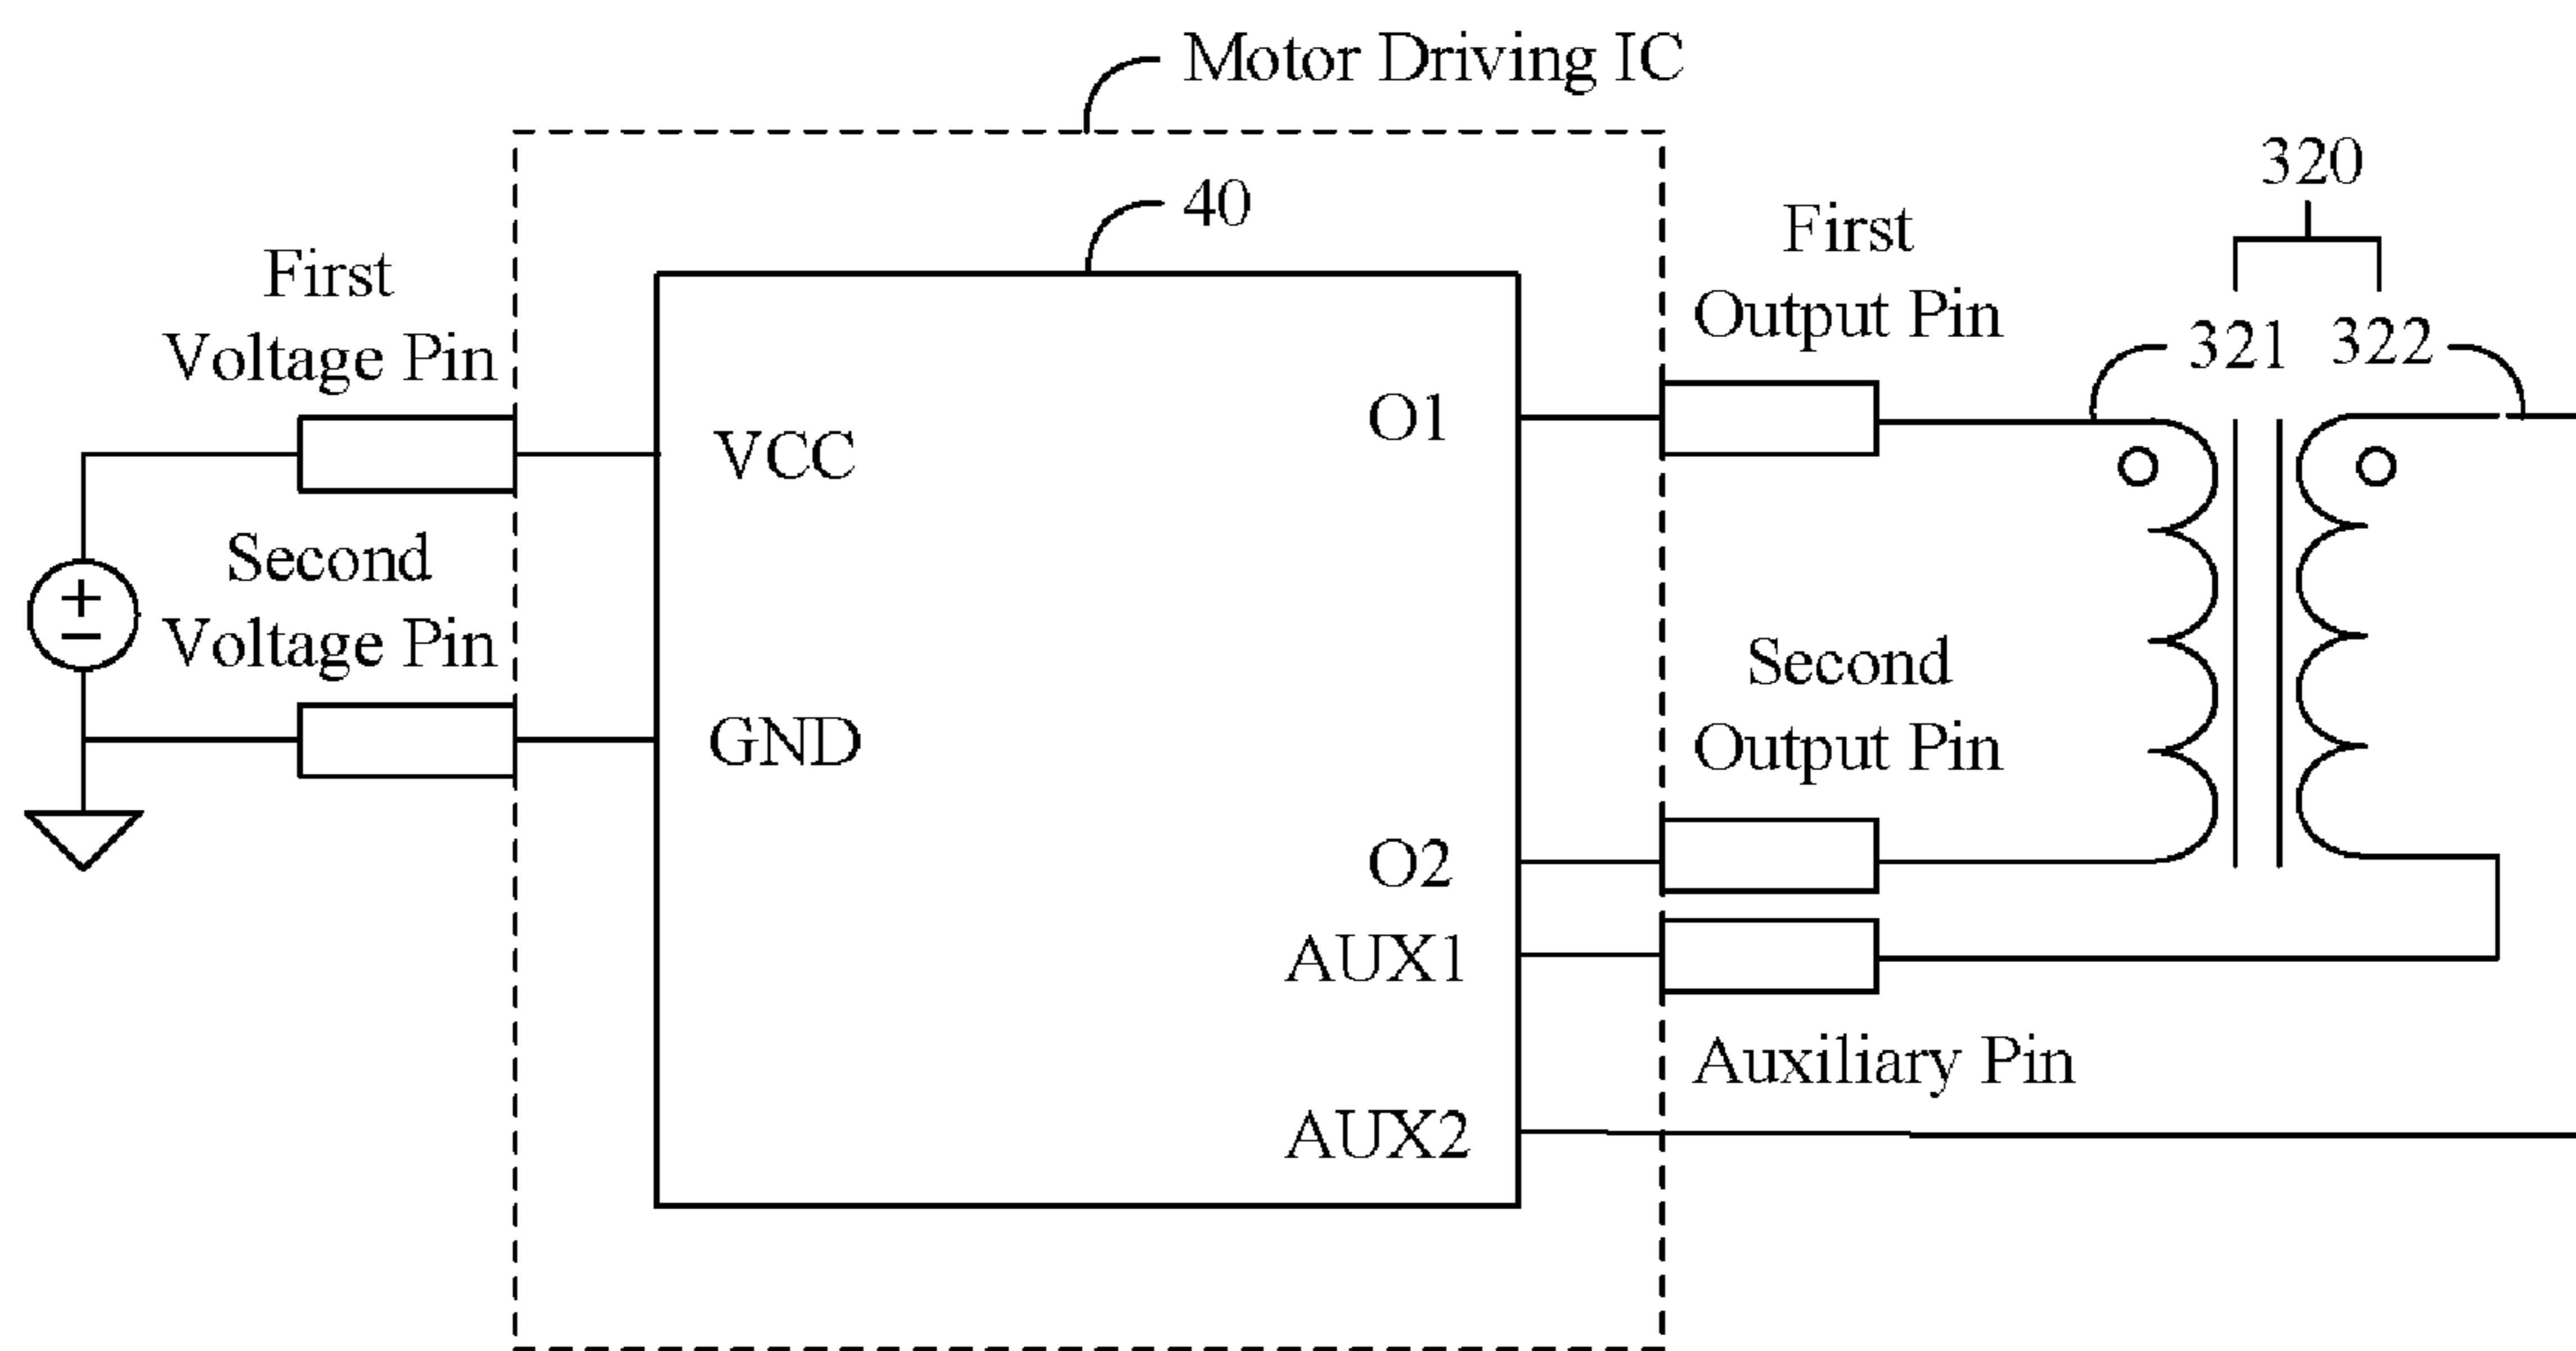 Motor Driving IC
40
320
First
Output Pin
321
322
First
Voltage Pin
VCC
O1
+
−
Second
Voltage Pin
GND
Second
Output Pin
O2
AUX1
Auxiliary Pin
AUX2